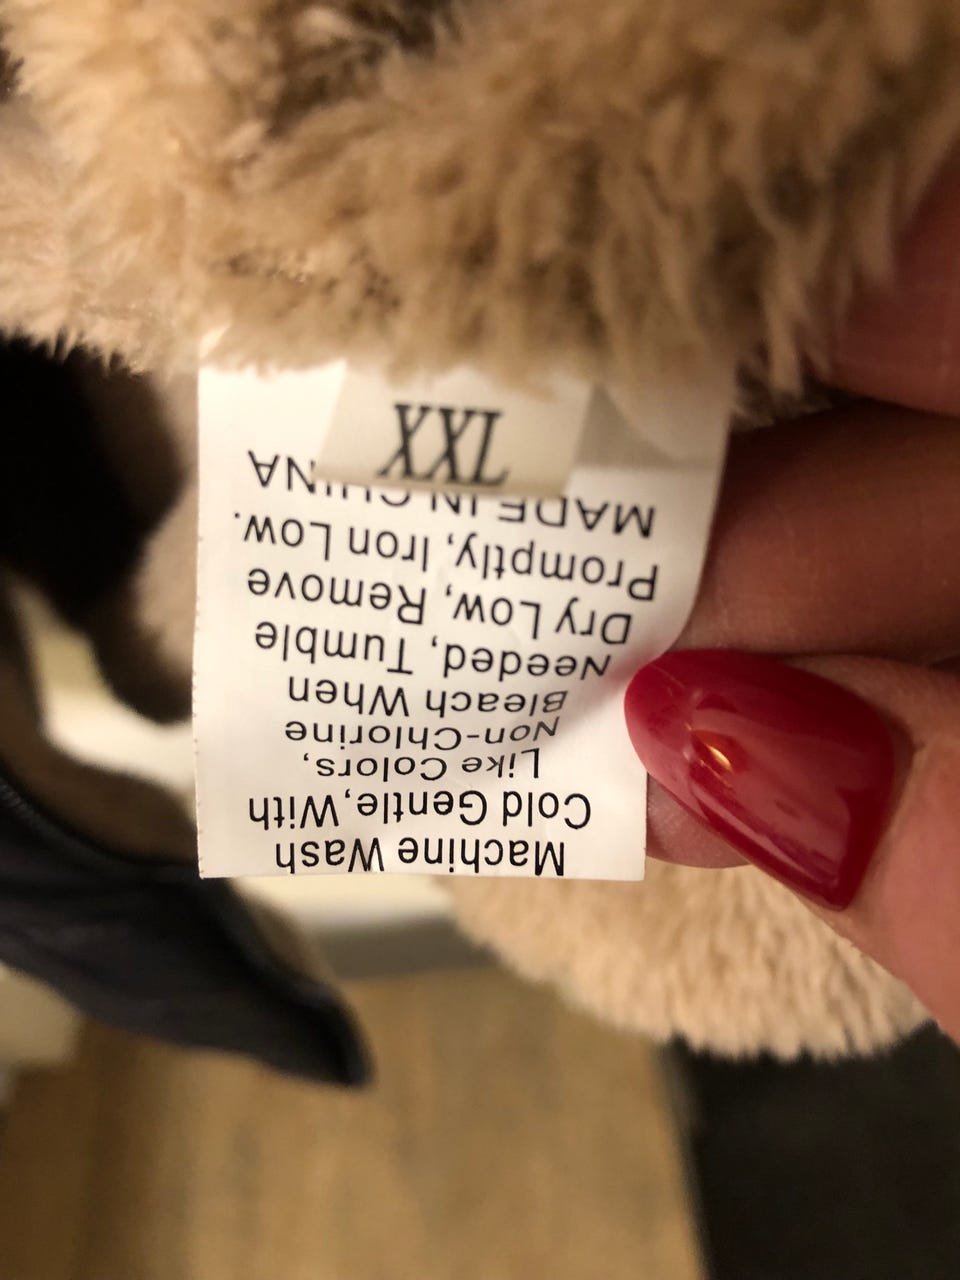 XXL
Machine Wash
Cold Gentle, With
Like Colors,
Non-Chlorine
Bleach When
Needed, Tumble
Dry Low, Remove
Promptly, Iron Low.
MADE IN CHINA